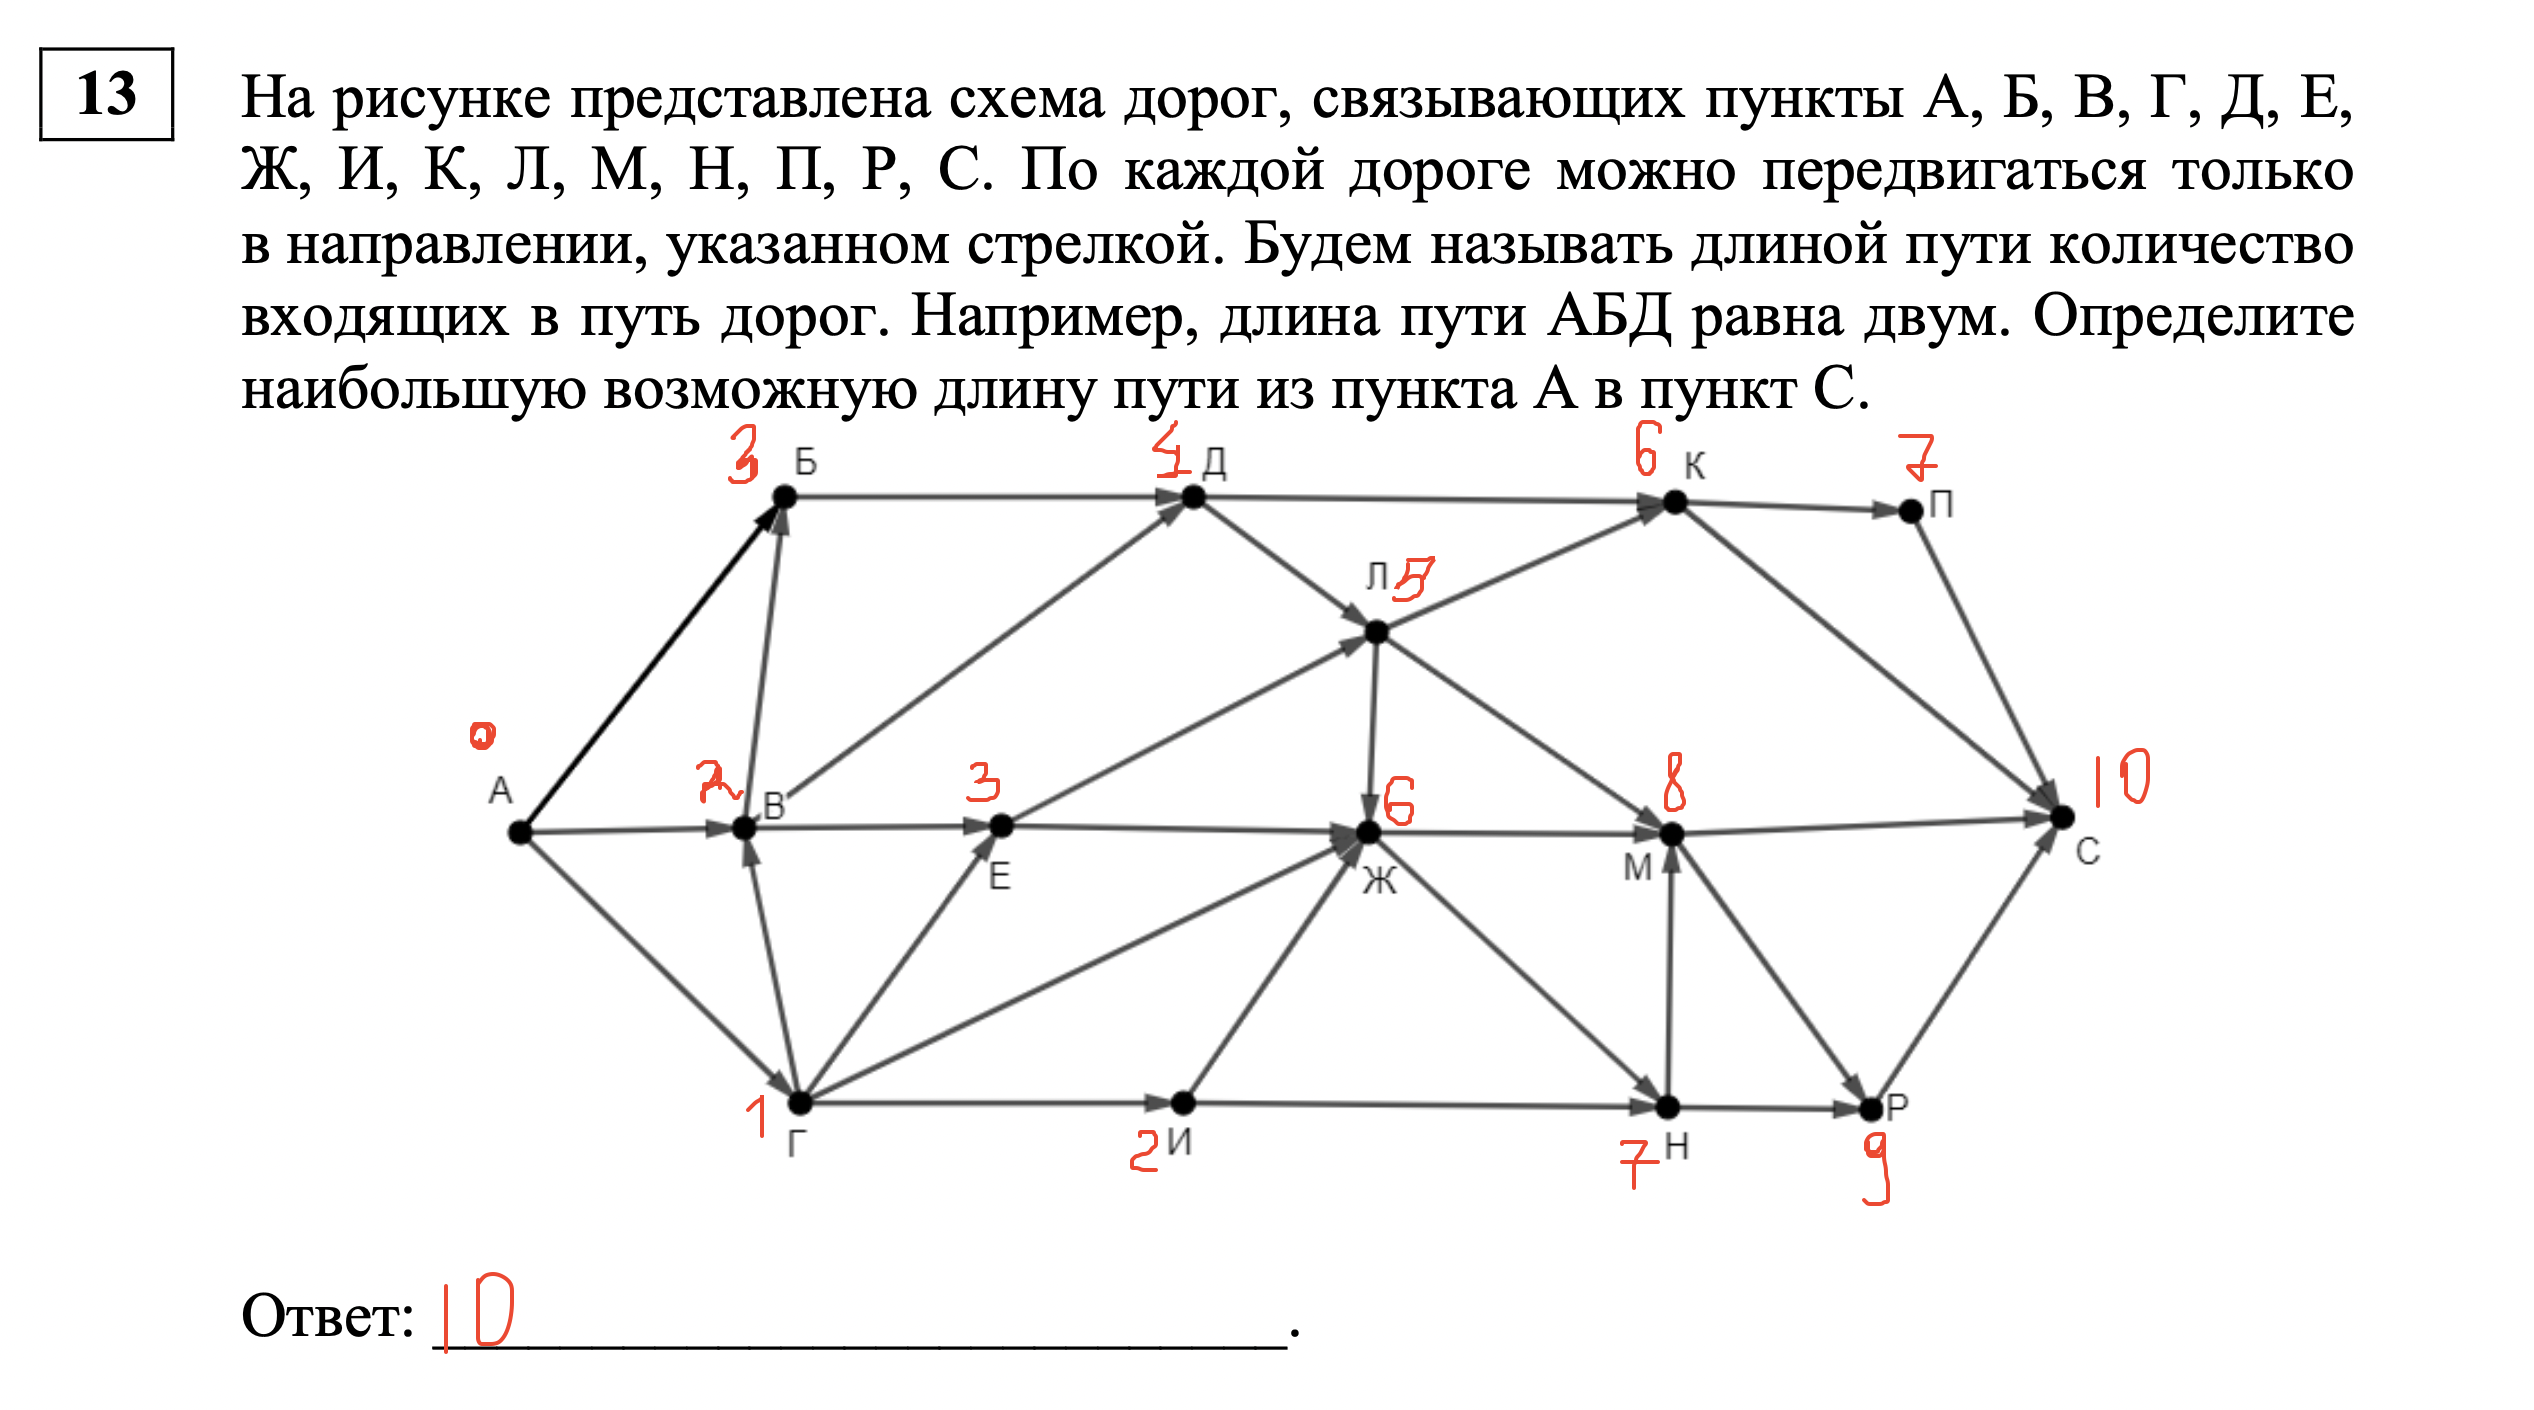 13
На рисунке представлена схема дорог, связывающих пункты А, Б, В, Г, Д, Е,
Ж, И, К, Л, М, Н, П, Р, С. По каждой дороге можно передвигаться только
в направлении, указанном стрелкой. Будем называть длиной пути количество
входящих в путь дорог. Например, длина пути АБД равна двум. Определите
наибольшую возможную длину пути из пункта А в пункт С.
3 Б 4 Д 6 К 7 П
Л 5
0
А 2 В 3 6 8 10
Е Ж М С
1 Г 2 И 7 Н Р 9
Ответ: 10.